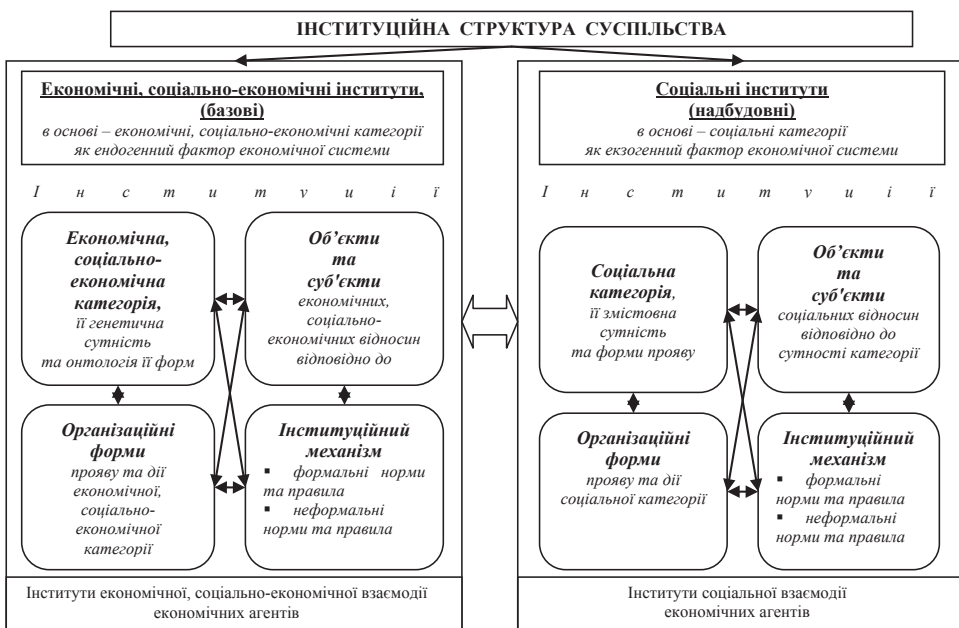 ІНСТИТУЦІЙНА СТРУКТУРА СУСПІЛЬСТВА
Економічні, соціально-економічні інститути,
(базові)
в основі – економічні, соціально-економічні категорії
як ендогенний фактор економічної системи
І н с т и т у ц і ї
Економічна,
соціально-
економічна
категорія,
її генетична
сутність
та онтологія її форм
Об’єкти
та
суб'єкти
економічних,
соціально-
економічних відносин
відповідно до
Організаційні
форми
прояву та дії
економічної,
соціально-
економічної
категорії
Інституційний
механізм
▪ формальні норми
та правила
▪ неформальні
норми та правила
Інститути економічної, соціально-економічної взаємодії
економічних агентів
Соціальні інститути
(надбудовні)
в основі – соціальні категорії
як екзогенний фактор економічної системи
І н с т и т у ц і ї
Соціальна
категорія,
її змістовна
сутність
та форми прояву
Об’єкти
та
суб'єкти
соціальних відносин
відповідно до
сутності категорії
Організаційні
форми
прояву та дії
соціальної категорії
Інституційний
механізм
▪ формальні
норми та правила
▪ неформальні
норми та правила
Інститути соціальної взаємодії
економічних агентів